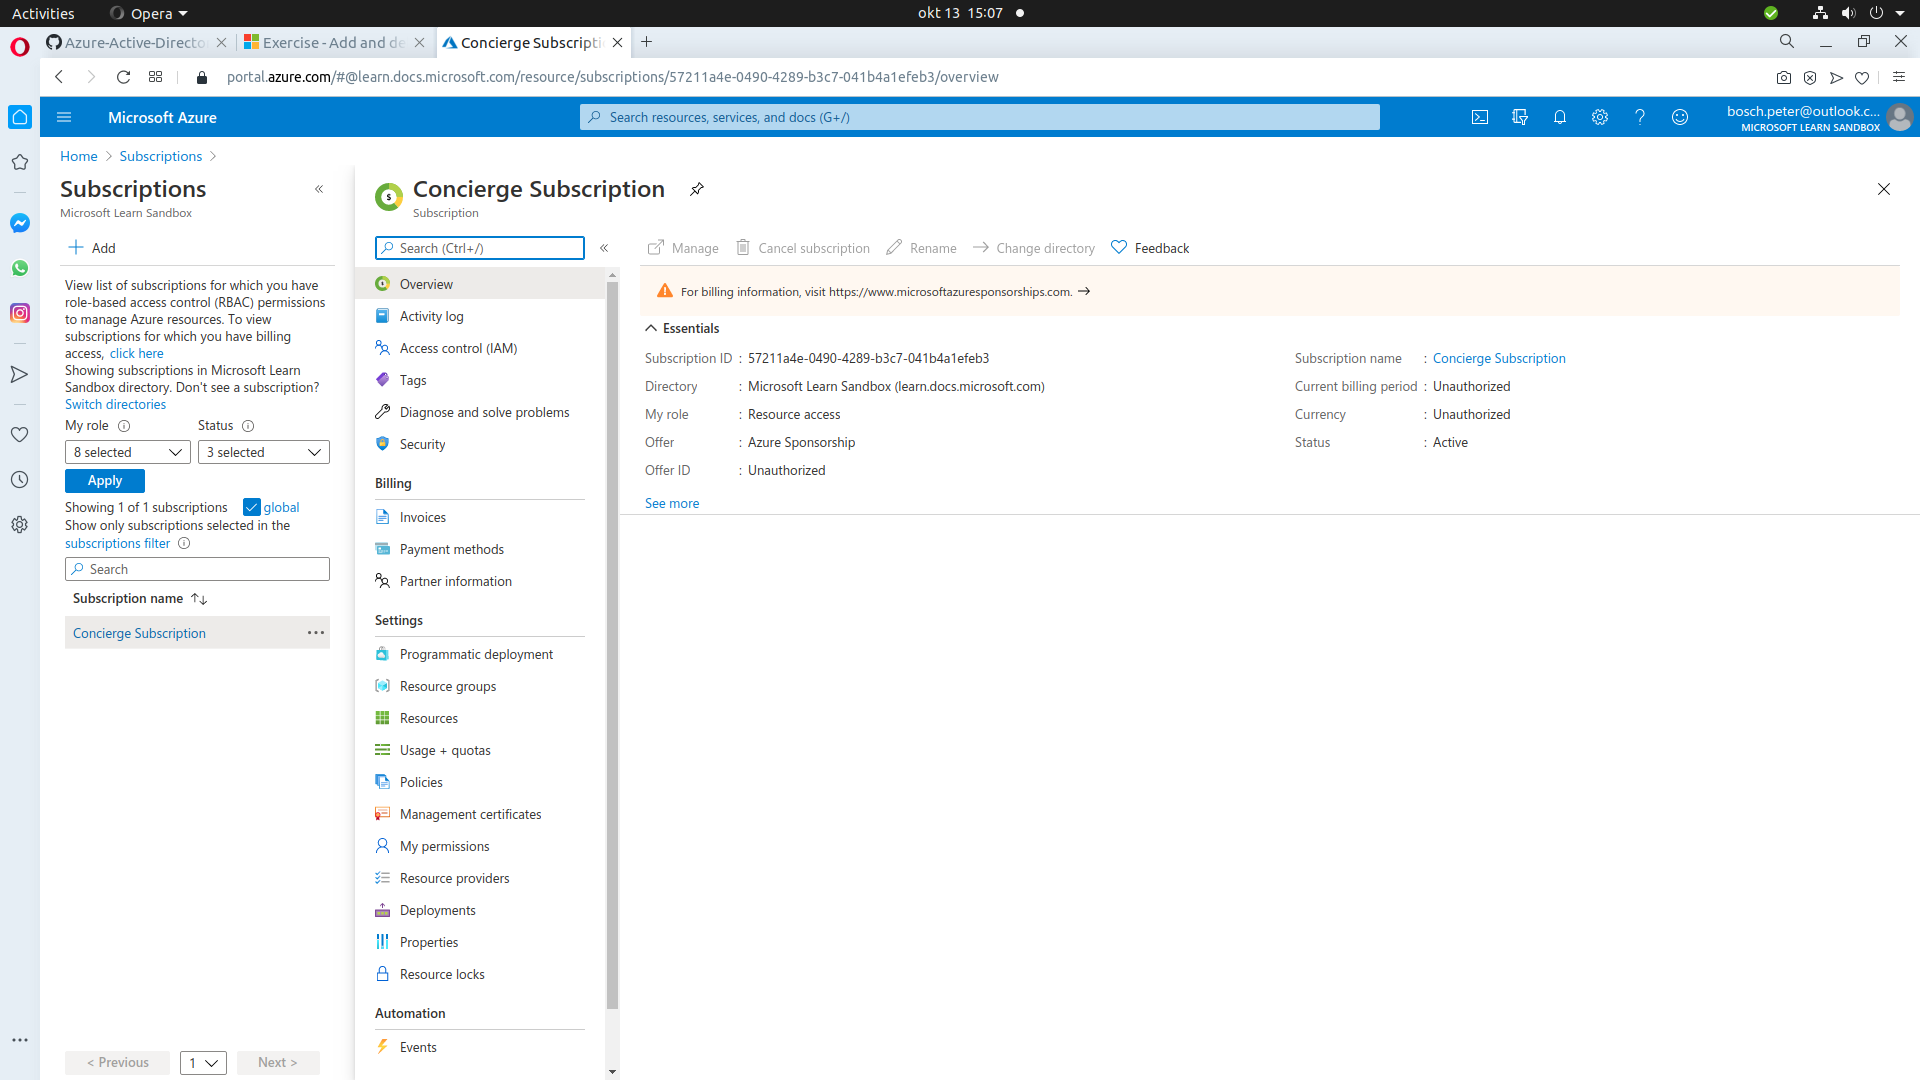 Activities
Opera
okt 13 15:07
Azure-Active-Directo
Exercise - Add and de
Concierge Subscripti
portal.azure.com/#@learn.docs.microsoft.com/resource/subscriptions/57211a4e-0490-4289-b3c7-041b4a1efeb3/overview
Microsoft Azure
Search resources, services, and docs (G+/)
bosch.peter@outlook.c...
MICROSOFT LEARN SANDBOX
Home > Subscriptions >
Subscriptions
Microsoft Learn Sandbox
Add
View list of subscriptions for which you have
role-based access control (RBAC) permissions
to manage Azure resources. To view
subscriptions for which you have billing
access, click here
Showing subscriptions in Microsoft Learn
Sandbox directory. Don't see a subscription?
Switch directories
My role
Status
8 selected
3 selected
Apply
Showing 1 of 1 subscriptions
global
Show only subscriptions selected in the
subscriptions filter
Search
Subscription name
Concierge Subscription
< Previous
1
Next >
Concierge Subscription
Subscription
Search (Ctrl+/)
Overview
Activity log
Access control (IAM)
Tags
Diagnose and solve problems
Security
Billing
Invoices
Payment methods
Partner information
Settings
Programmatic deployment
Resource groups
Resources
Usage + quotas
Policies
Management certificates
My permissions
Resource providers
Deployments
Properties
Resource locks
Automation
Events
Manage
Cancel subscription
Rename
Change directory
Feedback
For billing information, visit https://www.microsoftazuresponsorships.com.
Essentials
Subscription ID : 57211a4e-0490-4289-b3c7-041b4a1efeb3
Directory : Microsoft Learn Sandbox (learn.docs.microsoft.com)
My role : Resource access
Offer : Azure Sponsorship
Offer ID : Unauthorized
See more
Subscription name : Concierge Subscription
Current billing period : Unauthorized
Currency : Unauthorized
Status : Active